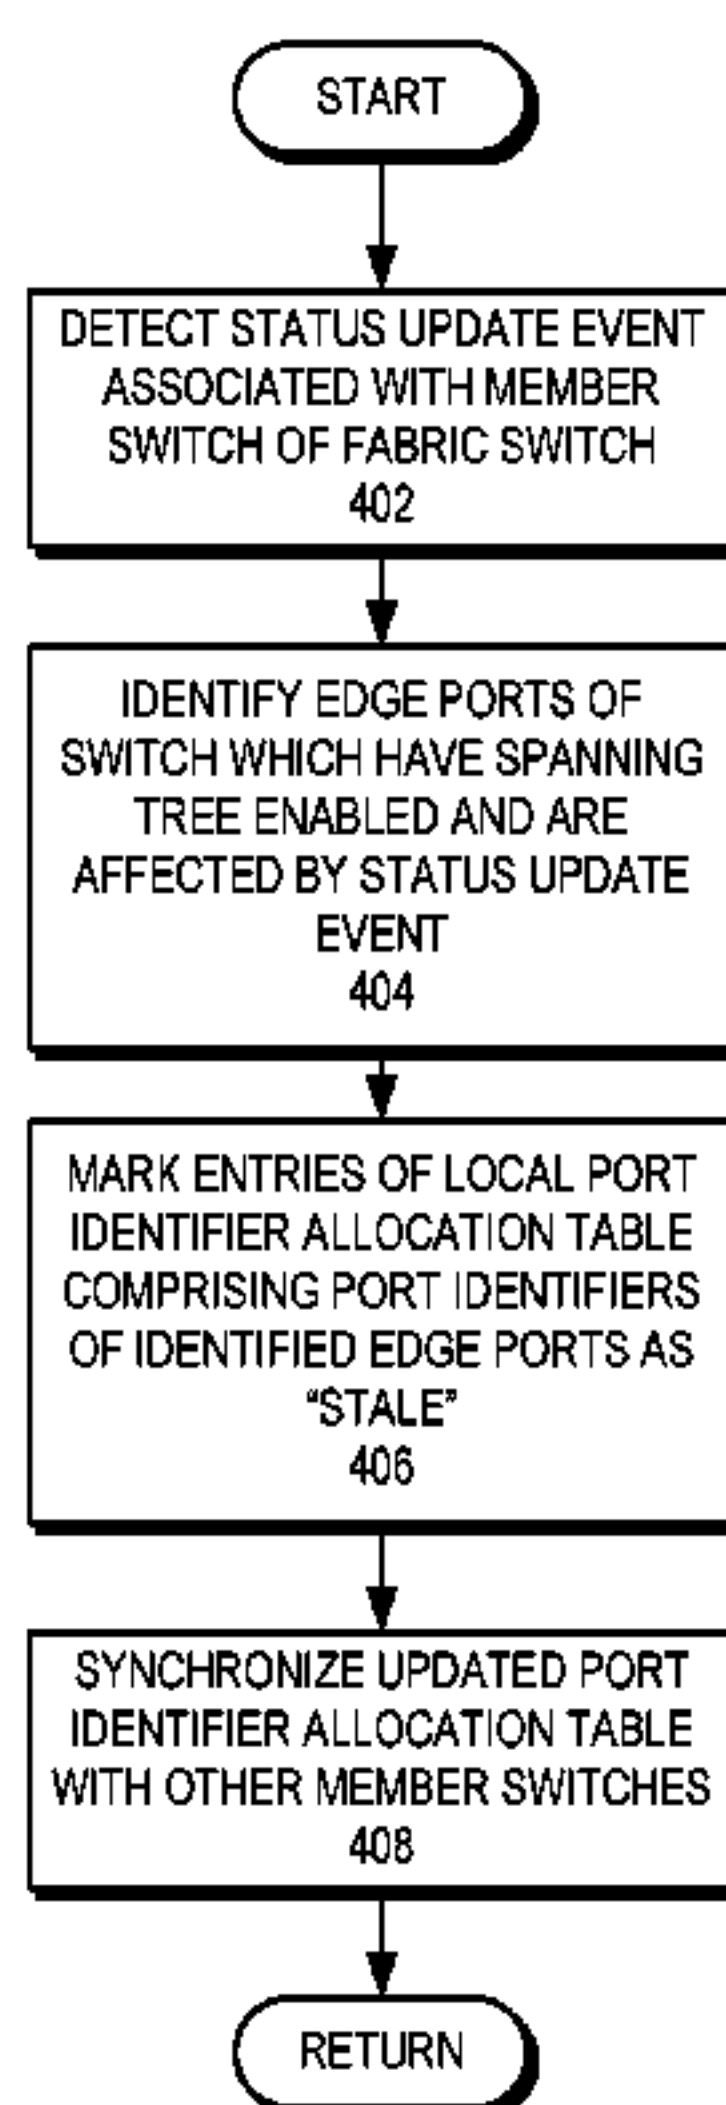 START
DETECT STATUS UPDATE EVENT
ASSOCIATED WITH MEMBER
SWITCH OF FABRIC SWITCH
402
IDENTIFY EDGE PORTS OF
SWITCH WHICH HAVE SPANNING
TREE ENABLED AND ARE
AFFECTED BY STATUS UPDATE
EVENT
404
MARK ENTRIES OF LOCAL PORT
IDENTIFIER ALLOCATION TABLE
COMPRISING PORT IDENTIFIERS
OF IDENTIFIED EDGE PORTS AS
“STALE”
406
SYNCHRONIZE UPDATED PORT
IDENTIFIER ALLOCATION TABLE
WITH OTHER MEMBER SWITCHES
408
RETURN